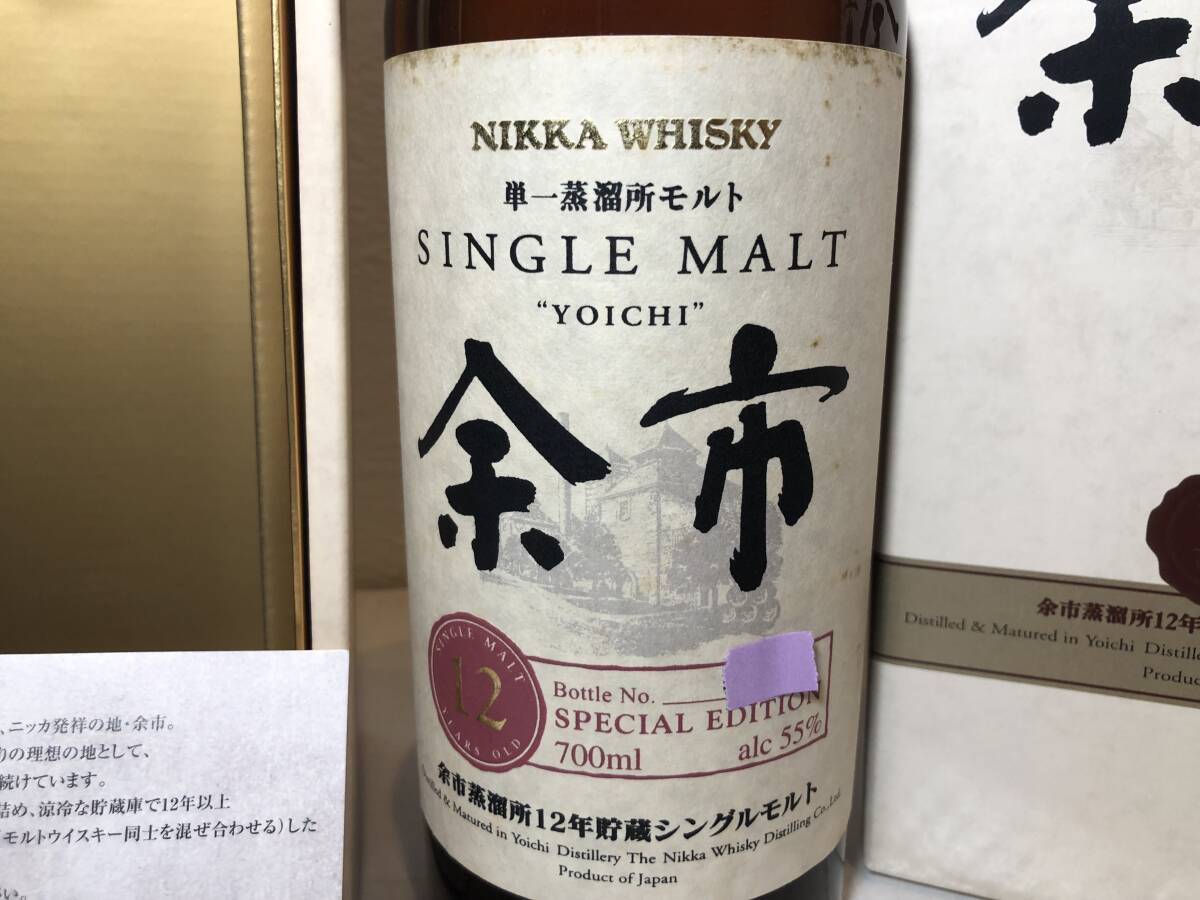 NIKKA WHISKY
単一蒸溜所モルト
SINGLE MALT
“YOICHI”
余市
SINGLE MALT
12
YEARS OLD
Bottle No.
SPECIAL EDITION
700ml alc 55%
余市蒸溜所12年貯蔵シングルモルト
Distilled & Matured in Yoichi Distillery The Nikka Whisky Distilling Co., Ltd.
Product of Japan
、ニッカ発祥の地・余市。
の理想の地として、
続けています。
詰め、涼冷な貯蔵庫で12年以上
モルトウイスキー同士を混ぜ合わせる)した
い。
余
余市蒸溜所12年
Distilled & Matured in Yoichi Distille
Produc